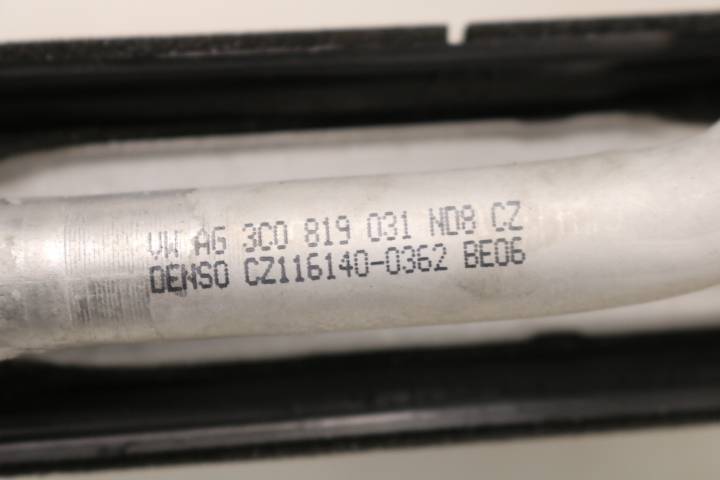 VW AG 3C0 819 031 ND8 CZ
DENSO CZ116140-0362 BE06